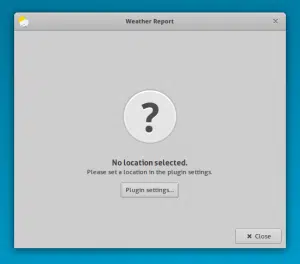 Weather Report
?
No location selected.
Please set a location in the plugin settings.
Plugin settings...
Close